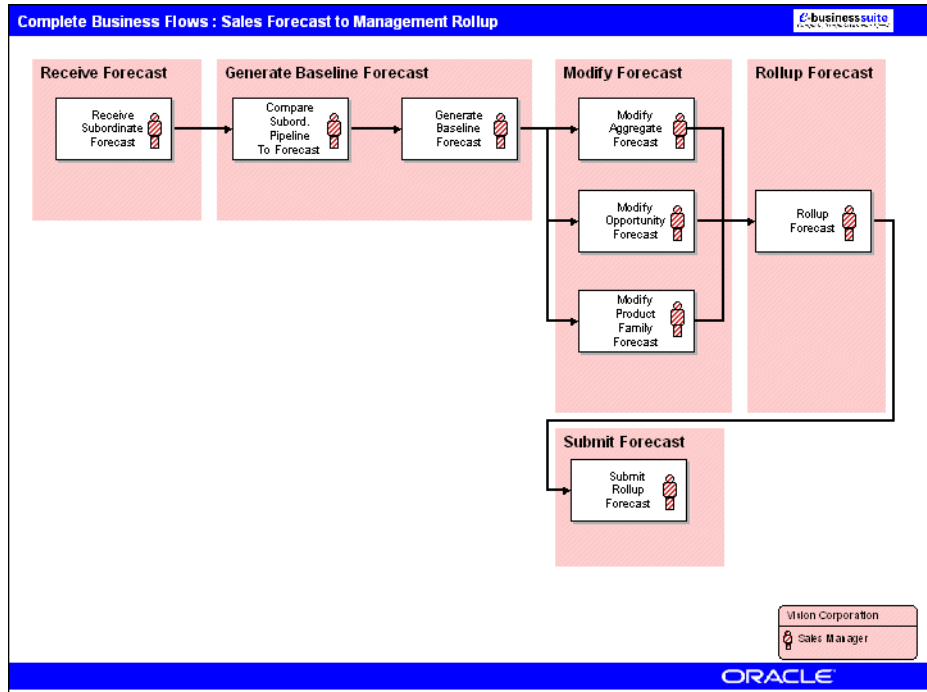 Complete Business Flows : Sales Forecast to Management Rollup
e-businesssuite
Receive Forecast
Receive
Subordinate
Forecast
Generate Baseline Forecast
Compare
Subord.
Pipeline
To Forecast
Generate
Baseline
Forecast
Modify Forecast
Modify
Aggregate
Forecast
Modify
Opportunity
Forecast
Modify
Product
Family
Forecast
Rollup Forecast
Rollup
Forecast
Submit Forecast
Submit
Rollup
Forecast
Vision Corporation
Sales Manager
ORACLE